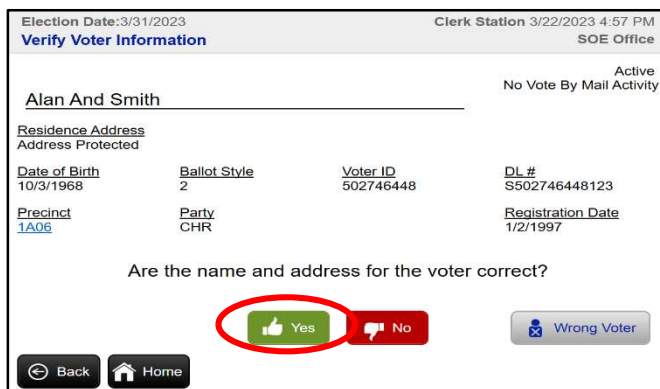 Election Date:3/31/2023 Clerk Station 3/22/2023 4:57 PM
Verify Voter Information SOE Office
Active
No Vote By Mail Activity
Alan And Smith
Residence Address
Address Protected
Date of Birth Ballot Style Voter ID DL #
10/3/1968 2 502746448 S502746448123
Precinct Party Registration Date
1A06 CHR 1/2/1997
Are the name and address for the voter correct?
Yes No Wrong Voter
Back Home